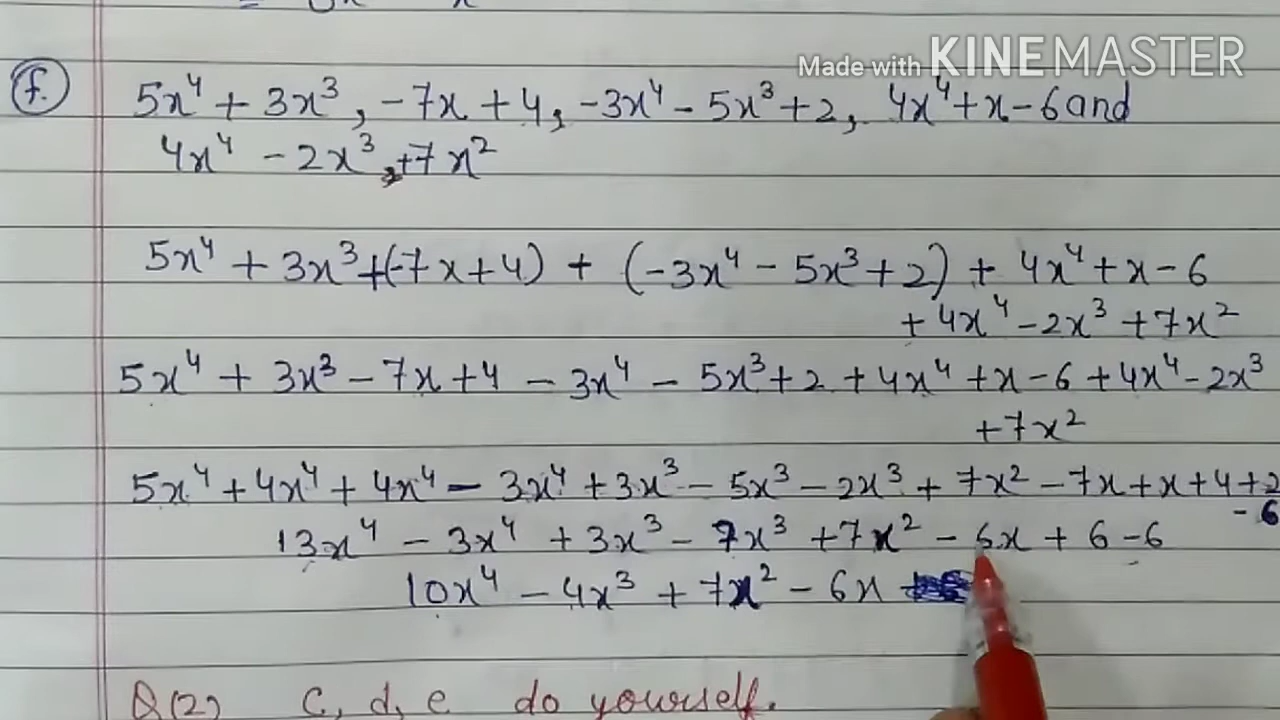 Made with KINEMASTER
f. 5x⁴ + 3x³, -7x + 4, -3x⁴ - 5x³ + 2, 4x⁴ + x - 6 and
4x⁴ - 2x³, +7x²
5x⁴ + 3x³ + (-7x + 4) + (-3x⁴ - 5x³ + 2) + 4x⁴ + x - 6
+ 4x⁴ - 2x³ + 7x²
5x⁴ + 3x³ - 7x + 4 - 3x⁴ - 5x³ + 2 + 4x⁴ + x - 6 + 4x⁴ - 2x³
+ 7x²
5x⁴ + 4x⁴ + 4x⁴ - 3x⁴ + 3x³ - 5x³ - 2x³ + 7x² - 7x + x + 4 + 2
- 6
13x⁴ - 3x⁴ + 3x³ - 7x³ + 7x² - 6x + 6 - 6
10x⁴ - 4x³ + 7x² - 6x
Q(2) c, d, e do yourself.